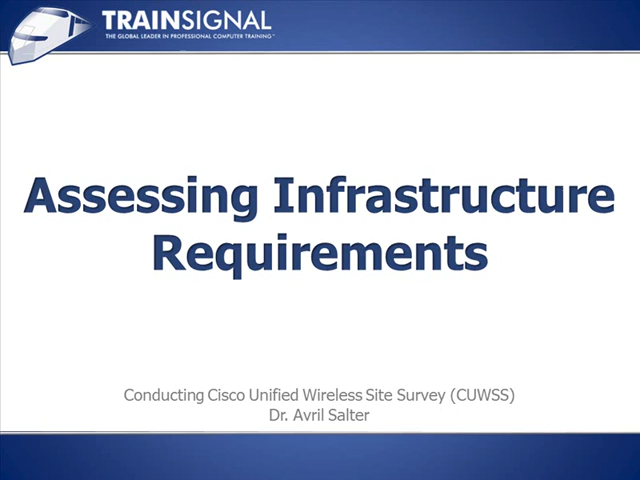 TRAINSIGNAL
THE GLOBAL LEADER IN PROFESSIONAL COMPUTER TRAINING™
Assessing Infrastructure
Requirements
Conducting Cisco Unified Wireless Site Survey (CUWSS)
Dr. Avril Salter